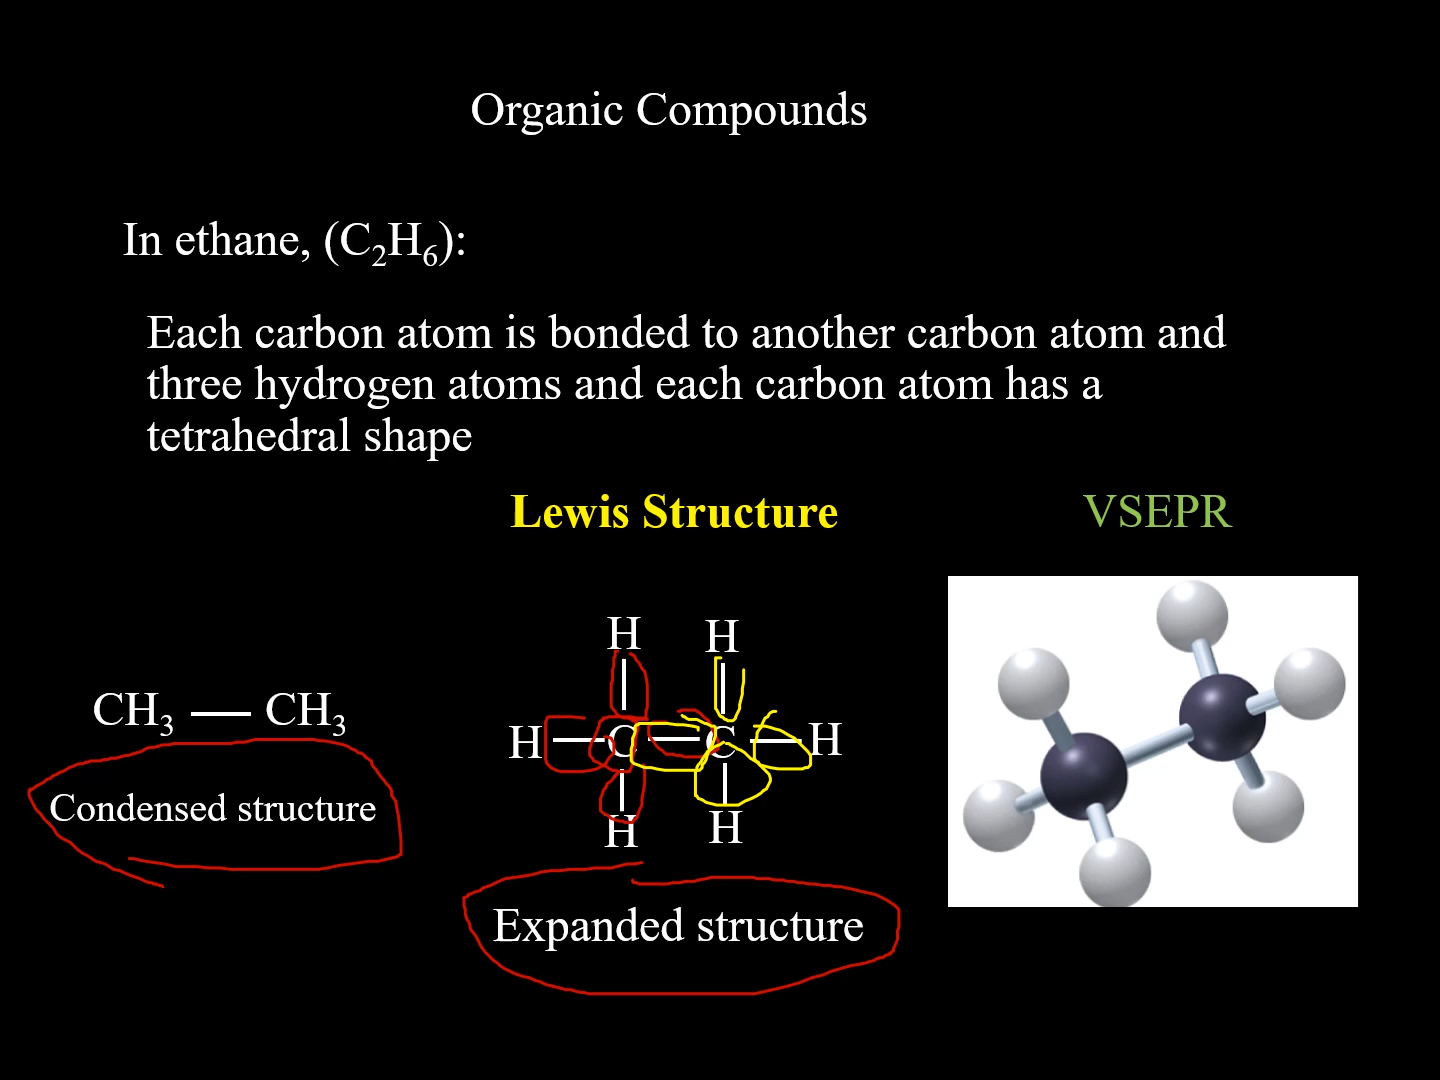 Organic Compounds
In ethane, (C₂H₆):
Each carbon atom is bonded to another carbon atom and
three hydrogen atoms and each carbon atom has a
tetrahedral shape
Lewis Structure
VSEPR
CH₃ — CH₃
Condensed structure
H H
H — C — C — H
H H
Expanded structure